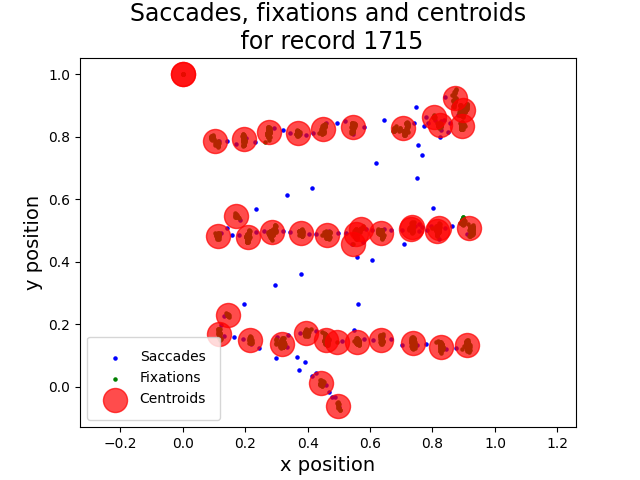 Saccades, fixations and centroids
for record 1715
1.0
0.8
0.6
0.4
0.2
0.0
y position
Saccades
Fixations
Centroids
−0.2
0.0
0.2
0.4
0.6
0.8
1.0
1.2
x position